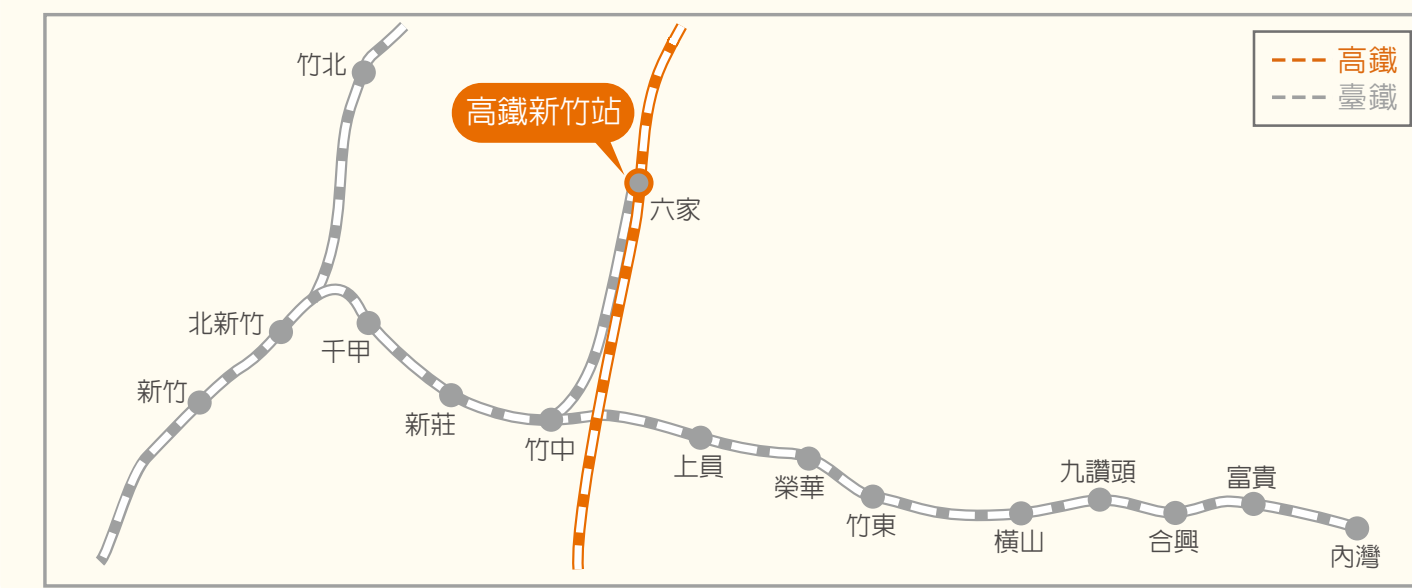 竹北
高鐵
臺鐵
高鐵新竹站
六家
北新竹
千甲
新竹
新莊
竹中
上員
榮華
竹東
橫山
九讚頭
合興
富貴
內灣